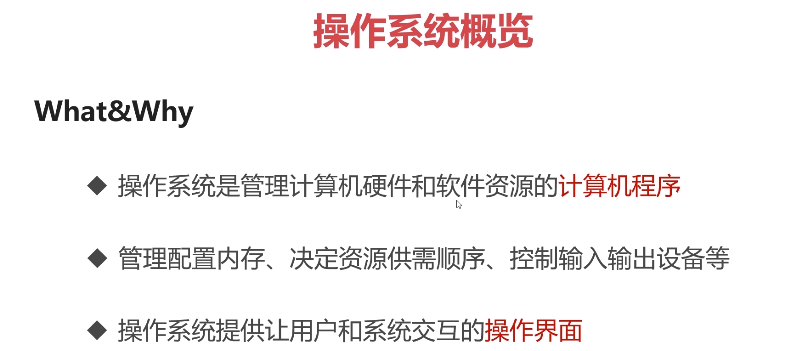 操作系统概览
What&Why
◆ 操作系统是管理计算机硬件和软件资源的计算机程序
◆ 管理配置内存、决定资源供需顺序、控制输入输出设备等
◆ 操作系统提供让用户和系统交互的操作界面